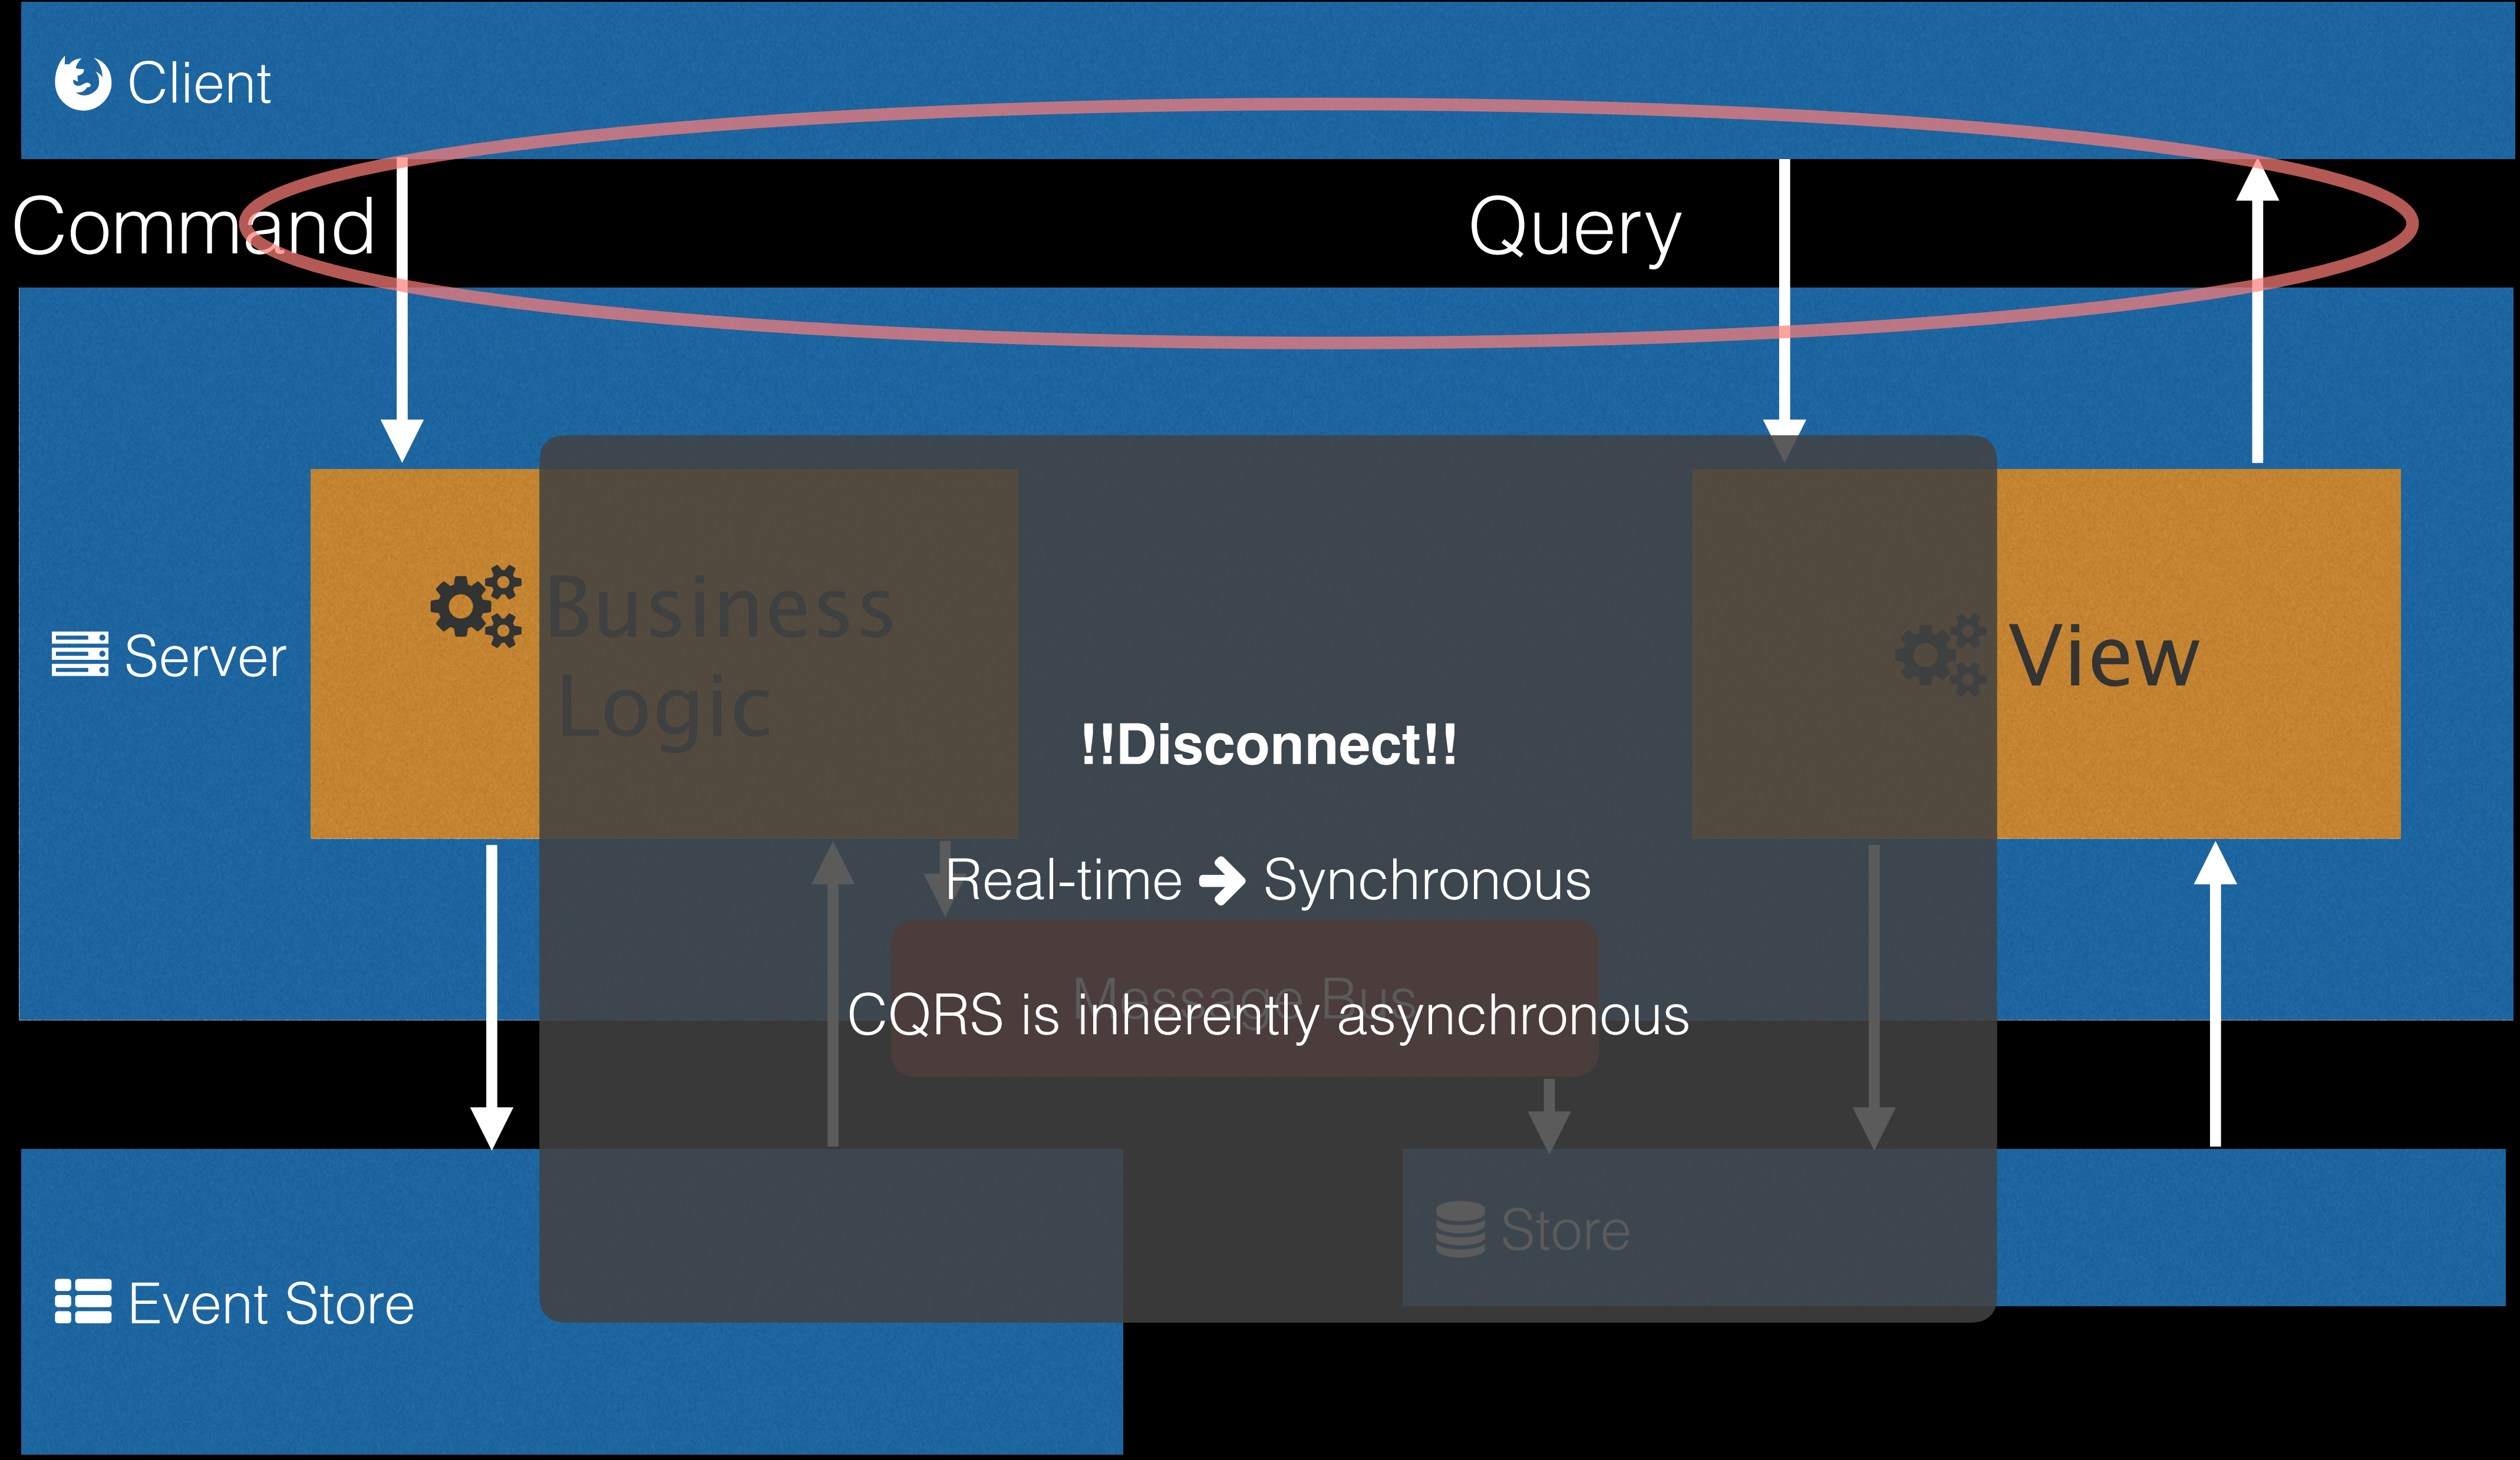 Client
Command
Query
Business
Logic
Server
View
!!Disconnect!!
Real-time Synchronous
Message Bus
CQRS is inherently asynchronous
Store
Event Store